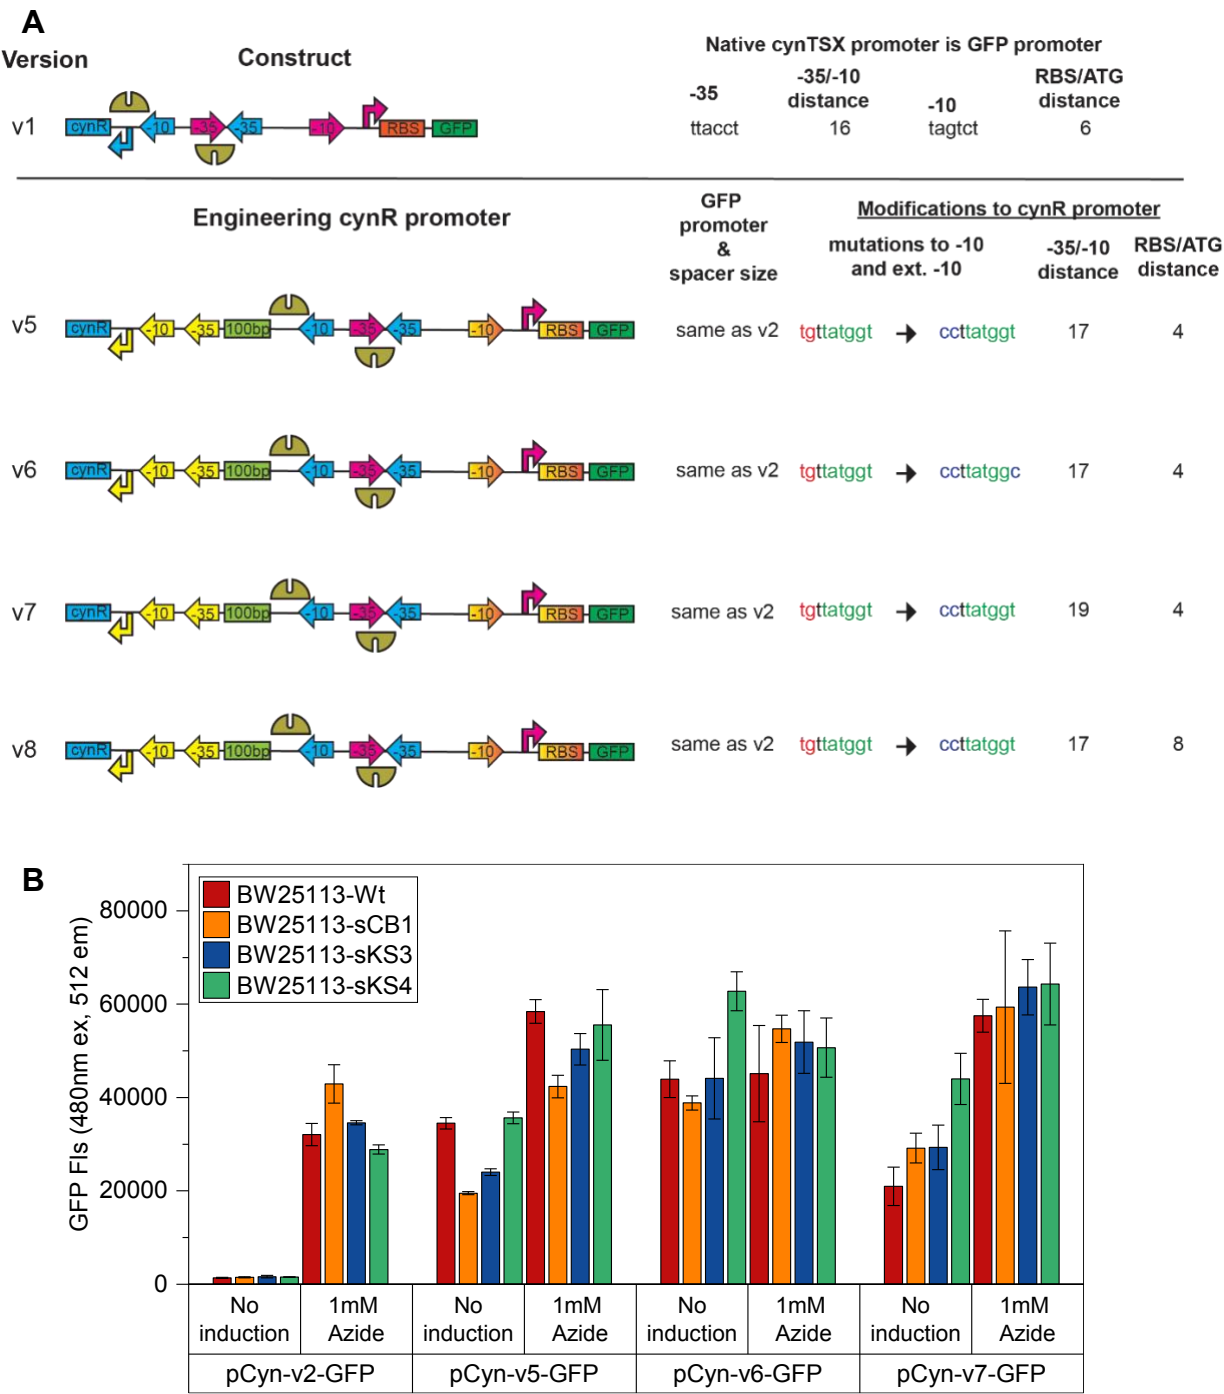 A
Version
Construct
Native cynTSX promoter is GFP promoter
-35
-35/-10
distance
-10
RBS/ATG
distance
v1
cynR
-10
-35
-35
-10
RBS
GFP
ttacct
16
tagtct
6
Engineering cynR promoter
GFP
promoter
&
spacer size
Modifications to cynR promoter
mutations to -10
and ext. -10
-35/-10
distance
RBS/ATG
distance
v5
cynR
-10
-35
100bp
-10
-35
-35
-10
RBS
GFP
same as v2
tgttatggt
ccttatggt
17
4
v6
cynR
-10
-35
100bp
-10
-35
-35
-10
RBS
GFP
same as v2
tgttatggt
ccttatggc
17
4
v7
cynR
-10
-35
100bp
-10
-35
-35
-10
RBS
GFP
same as v2
tgttatggt
ccttatggt
19
4
v8
cynR
-10
-35
100bp
-10
-35
-35
-10
RBS
GFP
same as v2
tgttatggt
ccttatggt
17
8
B
GFP FIs (480nm ex, 512 em)
80000
60000
40000
20000
0
BW25113-Wt
BW25113-sCB1
BW25113-sKS3
BW25113-sKS4
No
induction
1mM
Azide
No
induction
1mM
Azide
No
induction
1mM
Azide
No
induction
1mM
Azide
pCyn-v2-GFP
pCyn-v5-GFP
pCyn-v6-GFP
pCyn-v7-GFP